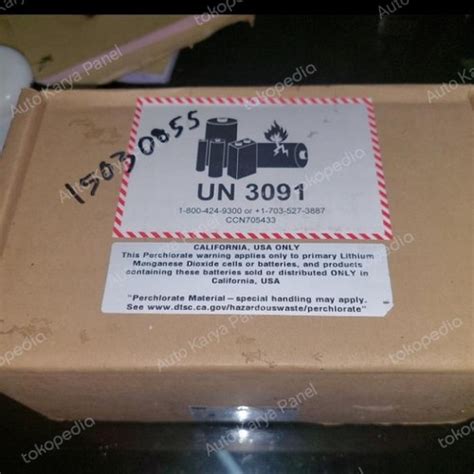 15030055
UN 3091
1-800-424-9300 or +1-703-527-3887
CCN705433
CALIFORNIA, USA ONLY
This Perchlorate warning applies only to primary Lithium
Manganese Dioxide cells or batteries, and products
containing these batteries sold or distributed ONLY in
California, USA
"Perchlorate Material - special handling may apply.
See www.dtsc.ca.gov/hazardouswaste/perchlorate"
Auto Karya Panel
tokopedia